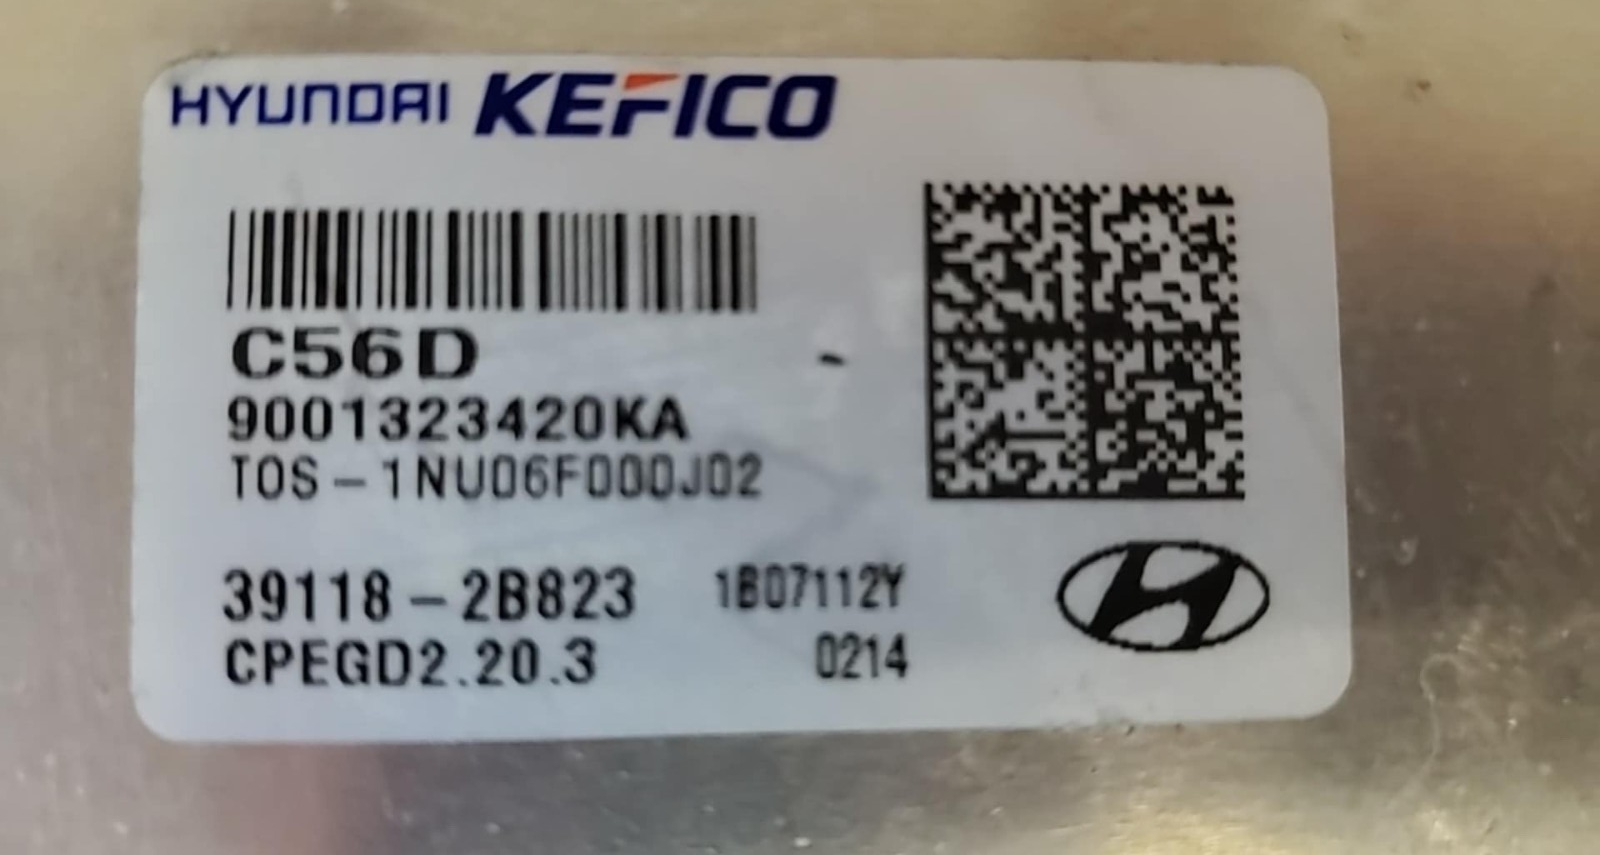 HYUNDAI KEFICO
C56D
9001323420KA
TOS-1NU06F000J02
39118-2B823 1B07112Y
CPEGD2.20.3 0214